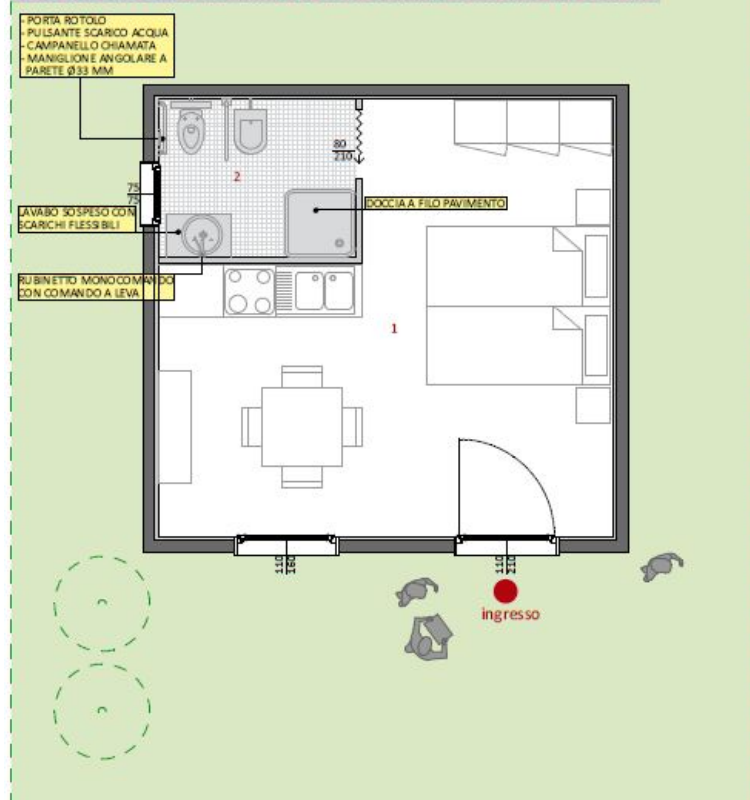 - PORTA ROTOLO
- PULSANTE SCARICO ACQUA
- CAMPANELLO CHIAMATA
- MANIGLIONE ANGOLARE A
PARETE Ø33 MM
80
210
2
75
75
DOCCIA A FILO PAVIMENTO
LAVABO SOSPESO CON
SCARICHI FLESSIBILI
RUBINETTO MONOCOMANDO
CON COMANDO A LEVA
1
110
160
110
210
ingresso